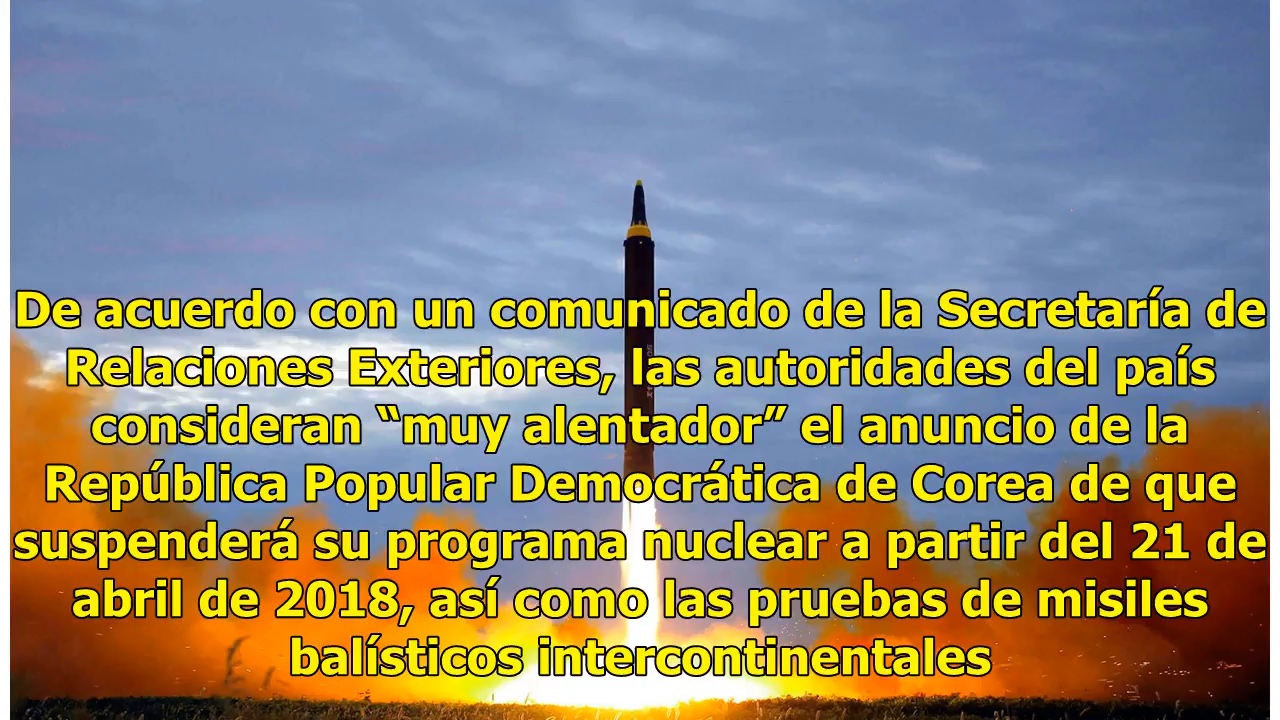 De acuerdo con un comunicado de la Secretaría de
Relaciones Exteriores, las autoridades del país
consideran “muy alentador” el anuncio de la
República Popular Democrática de Corea de que
suspenderá su programa nuclear a partir del 21 de
abril de 2018, así como las pruebas de misiles
balísticos intercontinentales